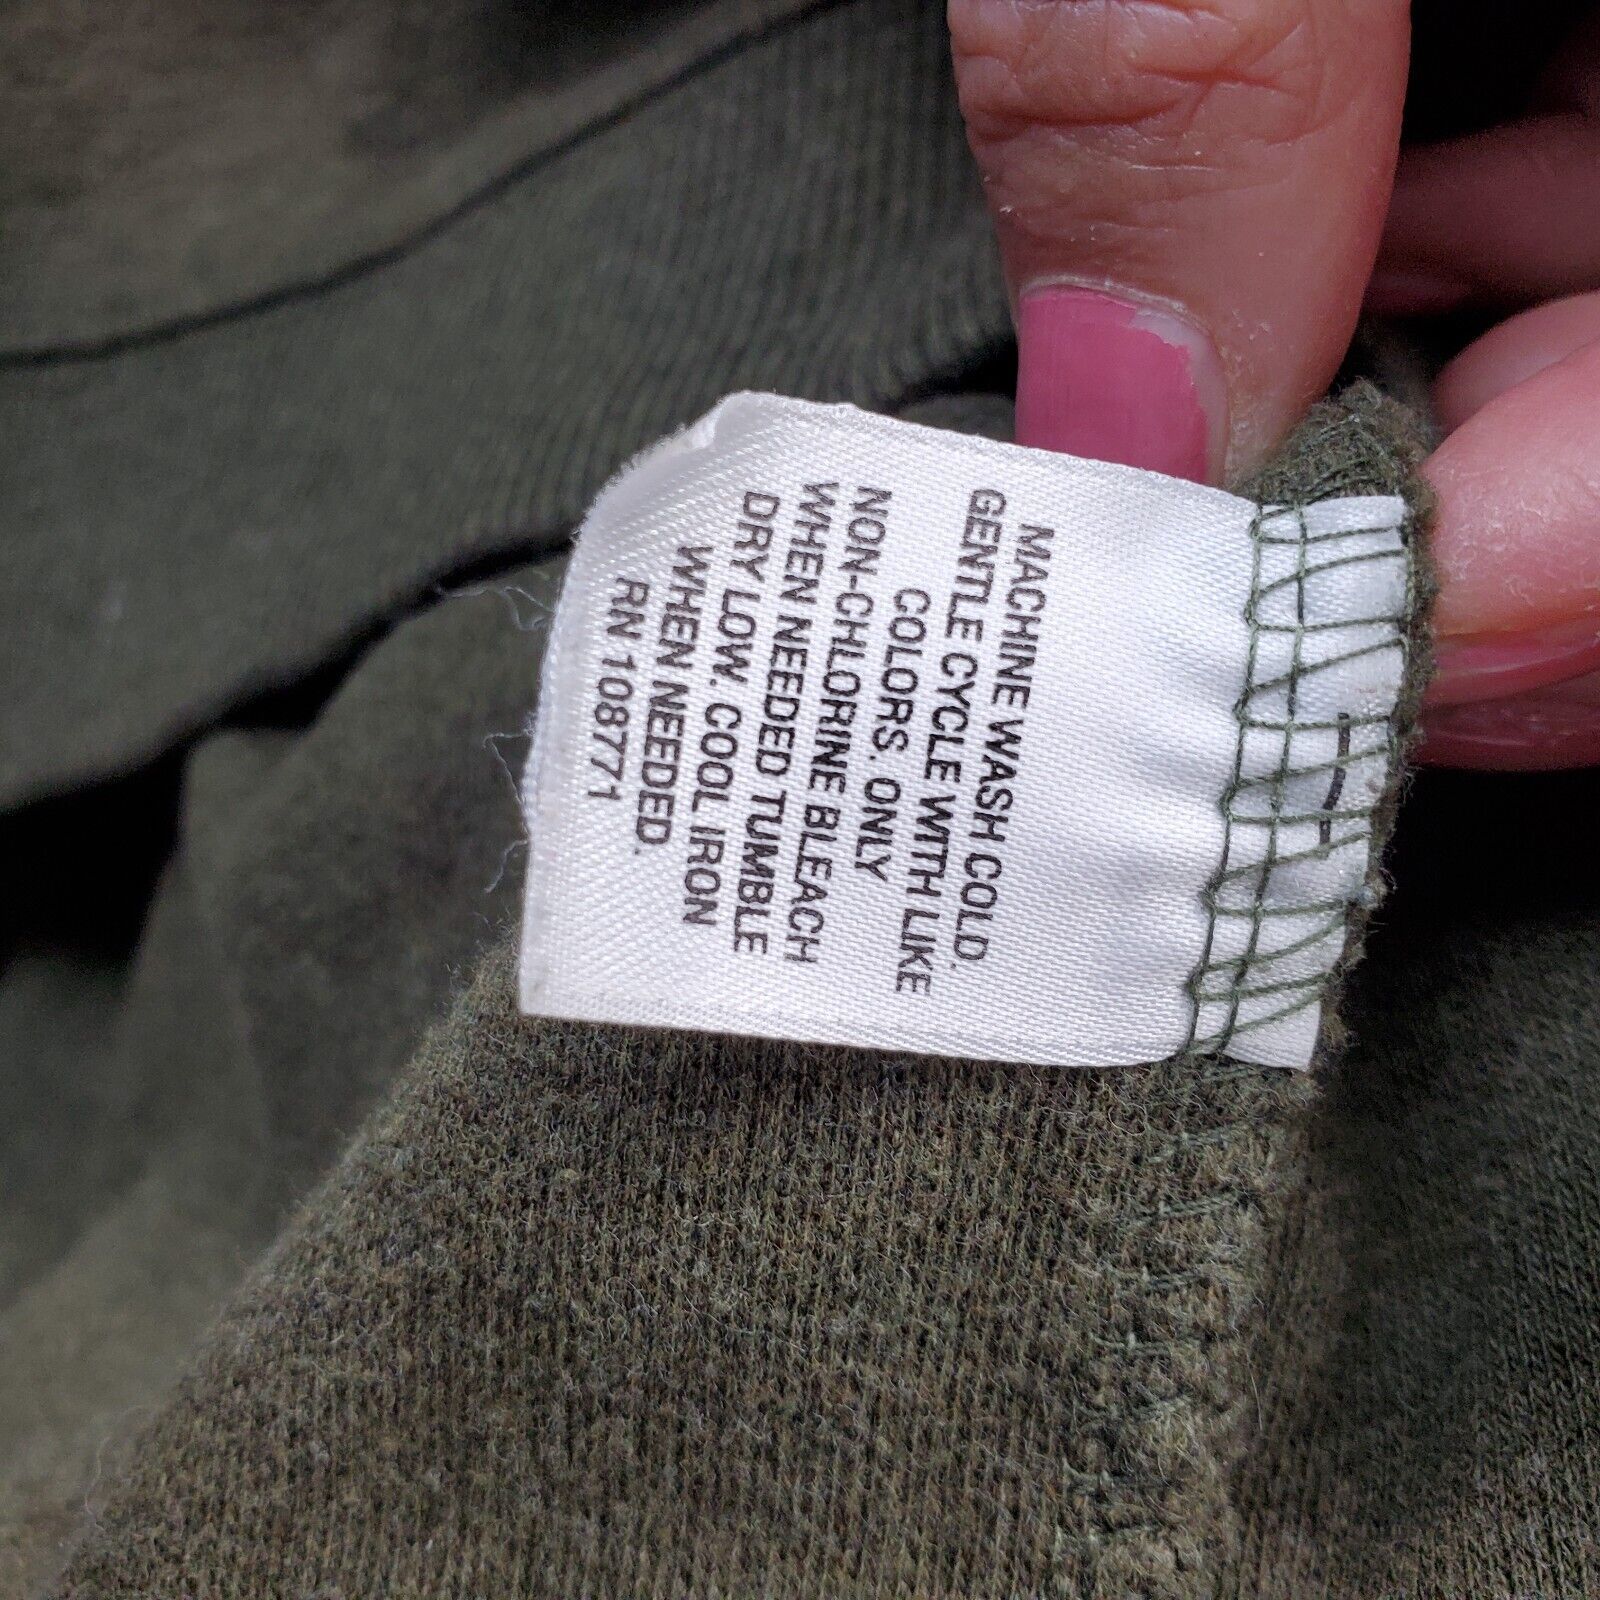 MACHINE WASH COLD.
GENTLE CYCLE WITH LIKE
COLORS. ONLY
NON-CHLORINE BLEACH
WHEN NEEDED TUMBLE
DRY LOW. COOL IRON
WHEN NEEDED.
RN 108771